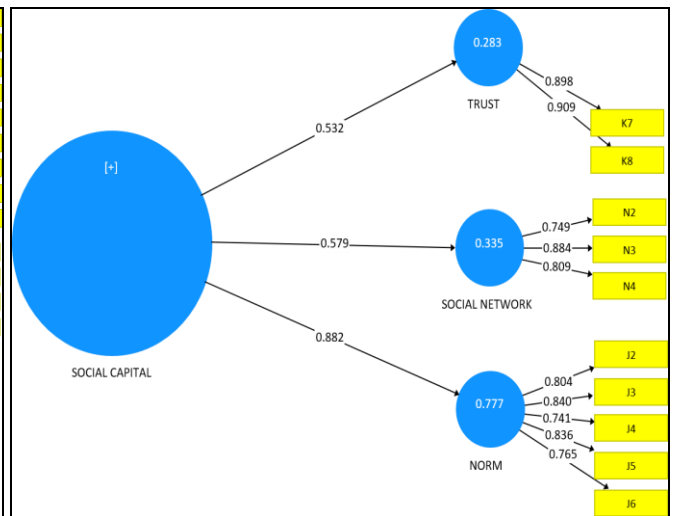 0.283
TRUST
0.898
0.909
K7
K8
0.532
[+]
SOCIAL CAPITAL
0.579
0.335
SOCIAL NETWORK
0.749
0.884
0.809
N2
N3
N4
0.882
0.777
NORM
0.804
0.840
0.741
0.836
0.765
J2
J3
J4
J5
J6